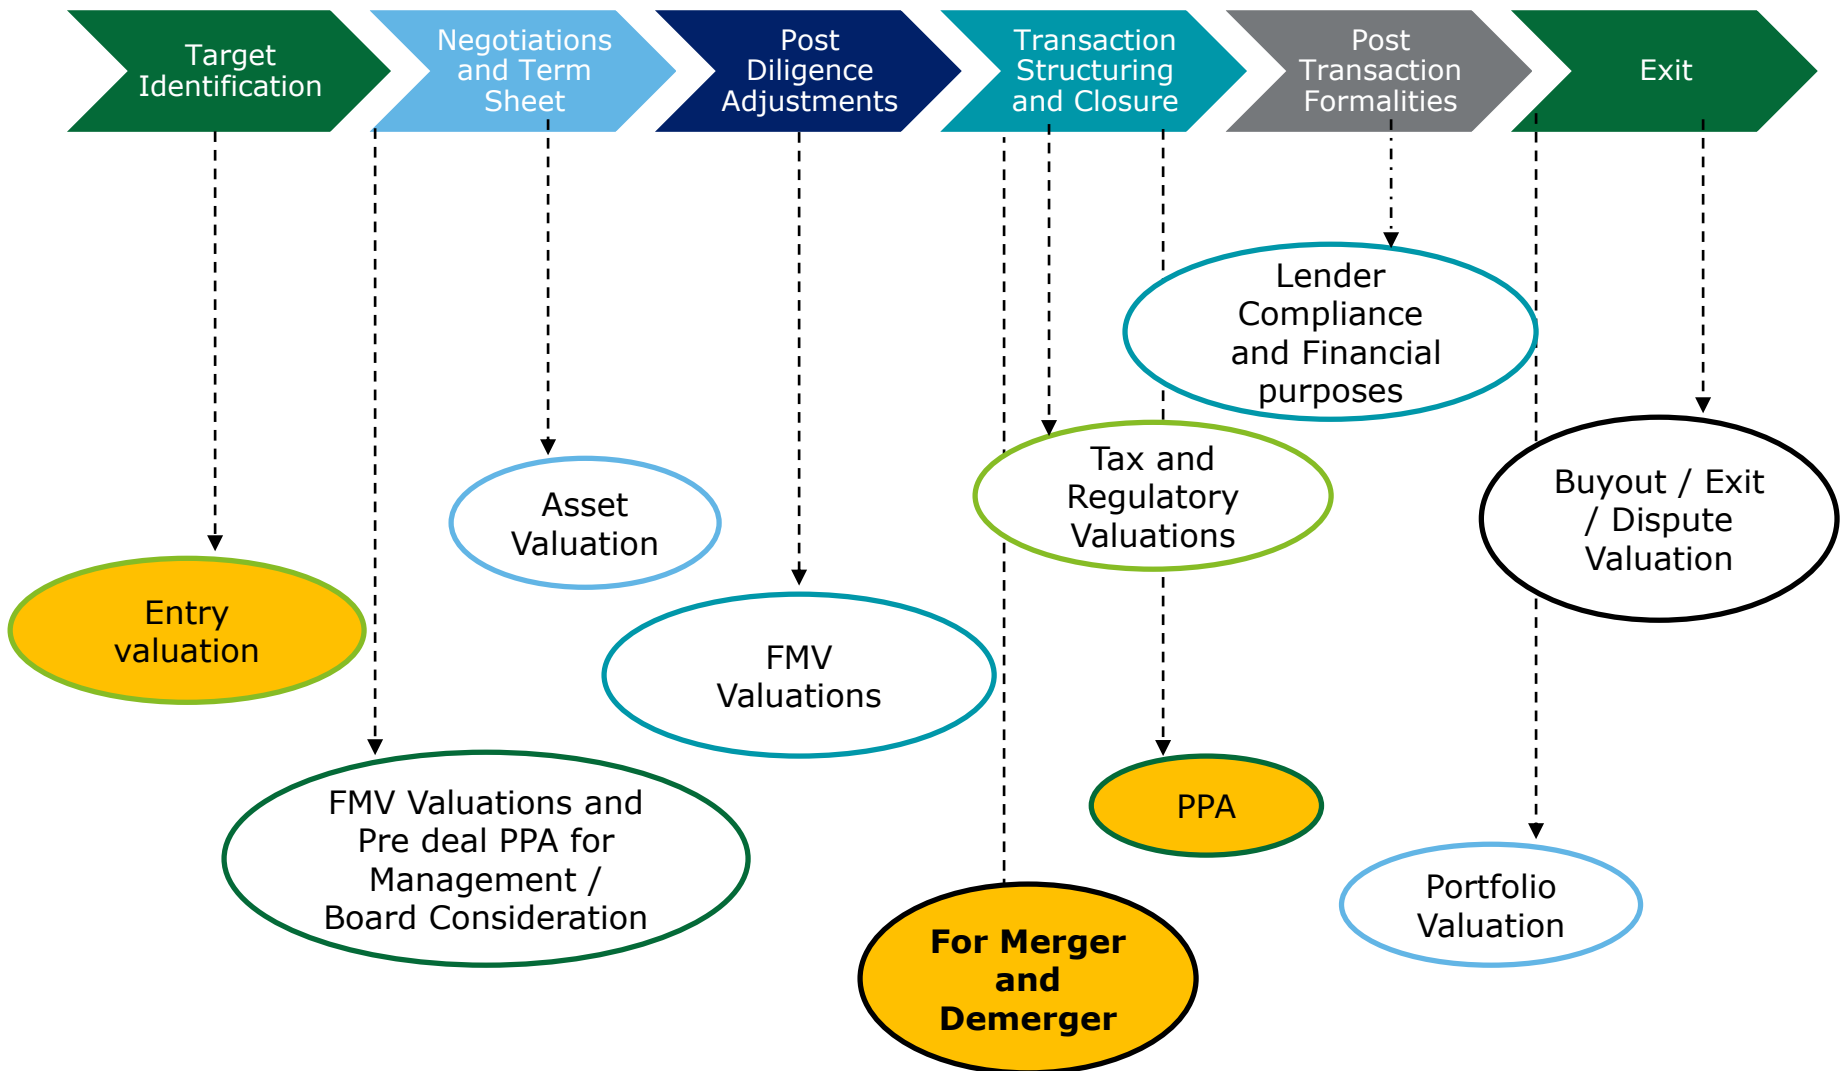 Target
Identification
Negotiations
and Term
Sheet
Post
Diligence
Adjustments
Transaction
Structuring
and Closure
Post
Transaction
Formalities
Exit
Lender
Compliance
and Financial
purposes
Tax and
Regulatory
Valuations
Buyout / Exit
/ Dispute
Valuation
Asset
Valuation
Entry
valuation
FMV
Valuations
FMV Valuations and
Pre deal PPA for
Management /
Board Consideration
PPA
Portfolio
Valuation
For Merger
and
Demerger